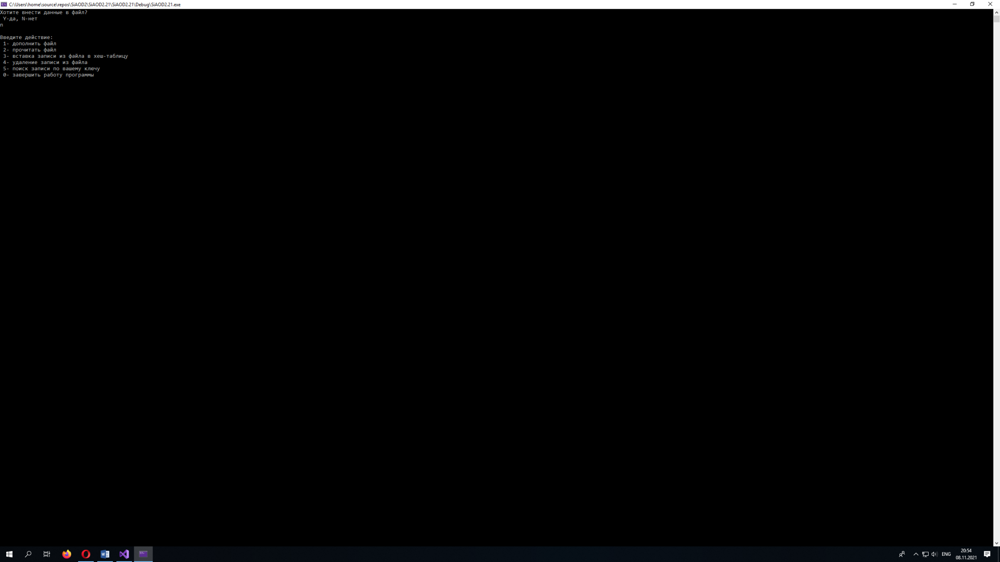 C:\Users\home\source\repos\SiAOD2\SiAOD2.21\SiAOD2.21\Debug\SiAOD2.21.exe
Хотите внести данные в файл?
Y-да, N-нет
n
Введите действие:
1- дополнить файл
2- прочитать файл
3- вставка записи из файла в хеш-таблицу
4- удаление записи из файла
5- поиск записи по вашему ключу
0- завершить работу программы
ENG
20:54
08.11.2021